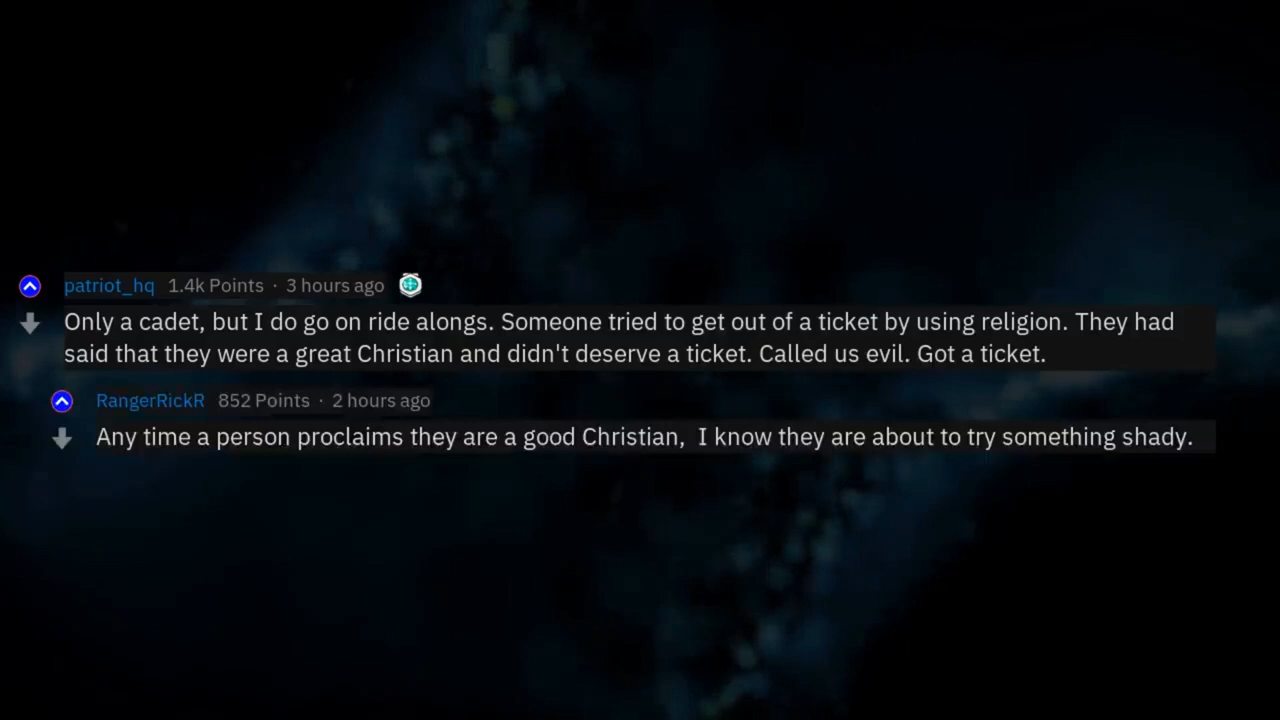 patriot_hq 1.4k Points · 3 hours ago
Only a cadet, but I do go on ride alongs. Someone tried to get out of a ticket by using religion. They had
said that they were a great Christian and didn't deserve a ticket. Called us evil. Got a ticket.
RangerRickR 852 Points · 2 hours ago
Any time a person proclaims they are a good Christian,  I know they are about to try something shady.